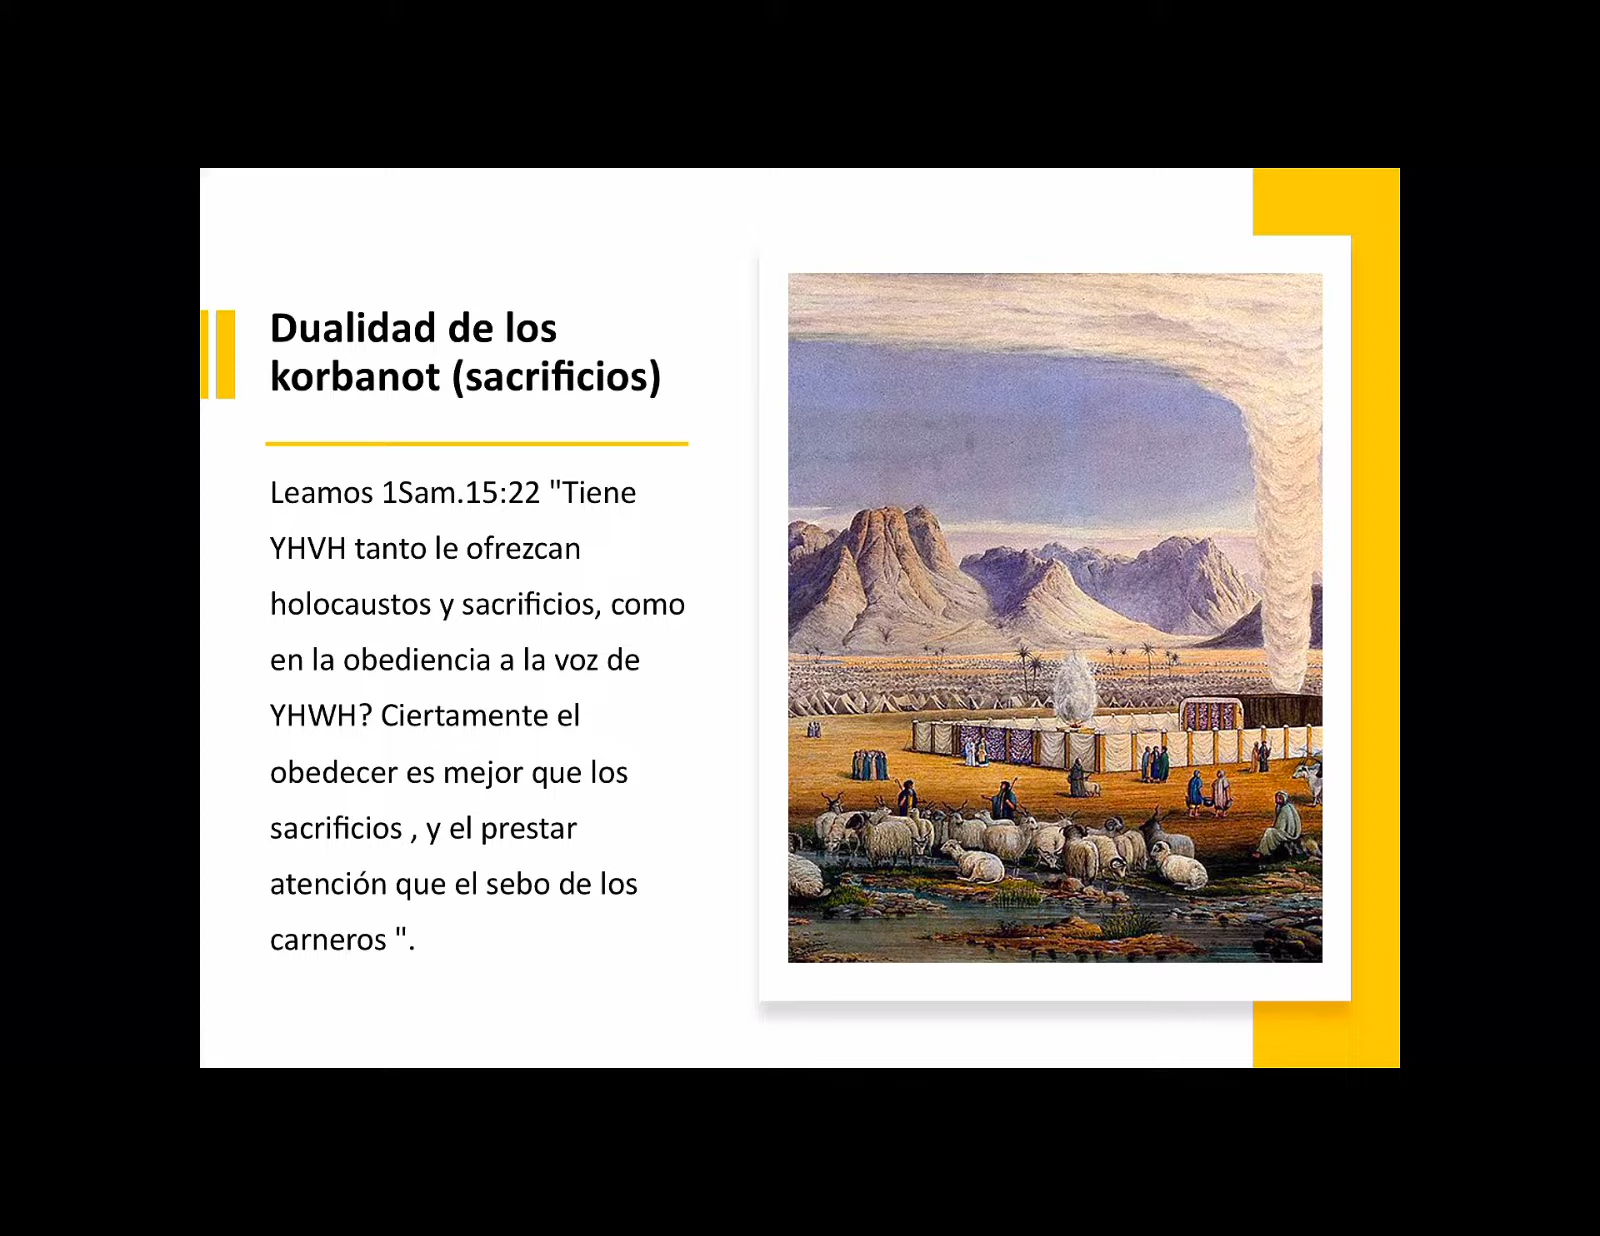 Dualidad de los
korbanot (sacrificios)
Leamos 1Sam.15:22 "Tiene
YHVH tanto le ofrezcan
holocaustos y sacrificios, como
en la obediencia a la voz de
YHWH? Ciertamente el
obedecer es mejor que los
sacrificios , y el prestar
atención que el sebo de los
carneros ".